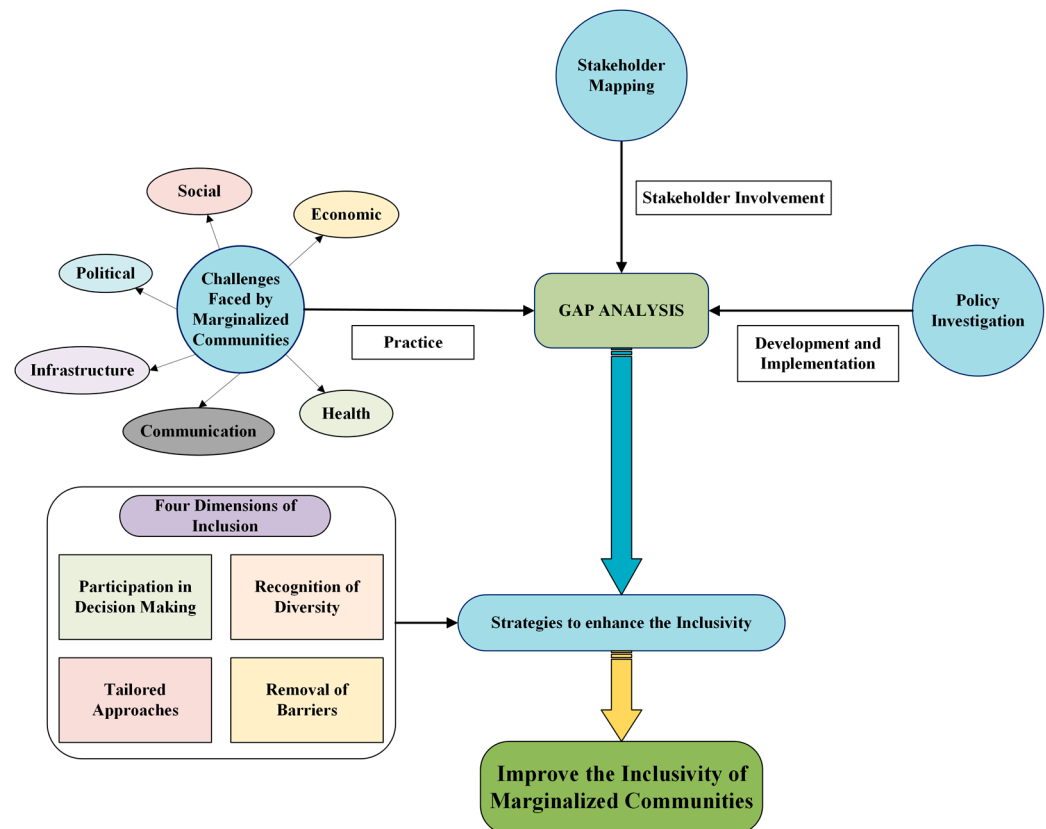 Stakeholder
Mapping
Stakeholder Involvement
Social
Economic
Political
Challenges
Faced by
Marginalized
Communities
Infrastructure
Communication
Health
Practice
GAP ANALYSIS
Policy
Investigation
Development and
Implementation
Four Dimensions of
Inclusion
Participation in
Decision Making
Recognition of
Diversity
Tailored
Approaches
Removal of
Barriers
Strategies to enhance the Inclusivity
Improve the Inclusivity of
Marginalized Communities